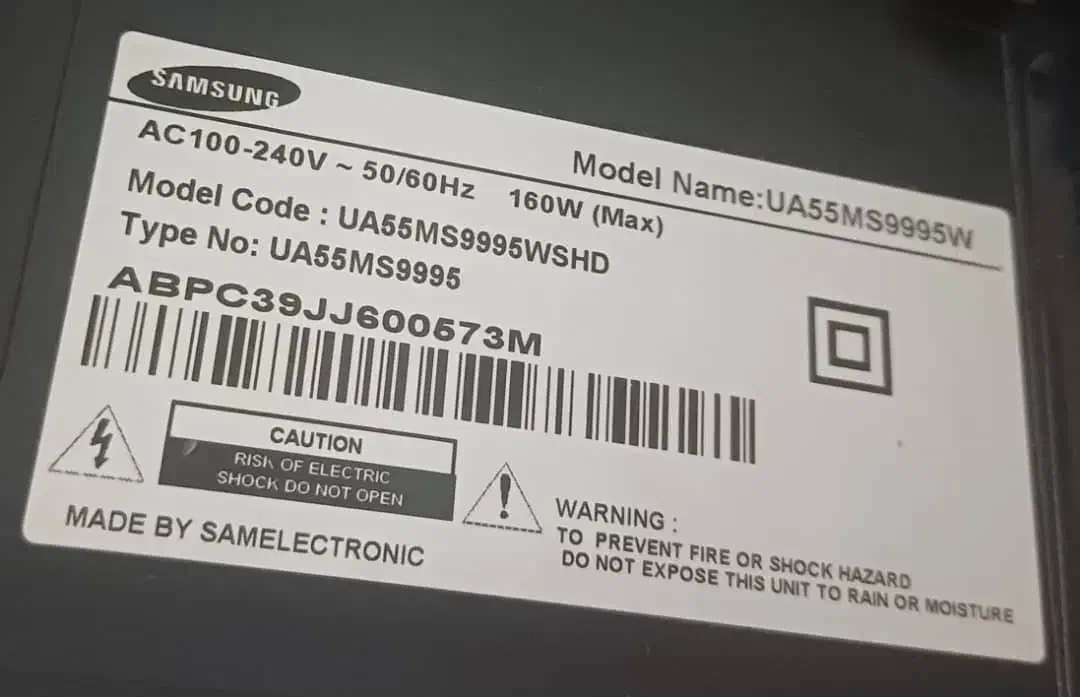 SAMSUNG
Model Name:UA55MS9995W
AC100-240V ~ 50/60Hz 160W (Max)
Model Code : UA55MS9995WSHD
Type No: UA55MS9995
ABPC39JJ600573M
CAUTION
RISK OF ELECTRIC
SHOCK DO NOT OPEN
WARNING :
TO PREVENT FIRE OR SHOCK HAZARD
DO NOT EXPOSE THIS UNIT TO RAIN OR MOISTURE
MADE BY SAMELECTRONIC